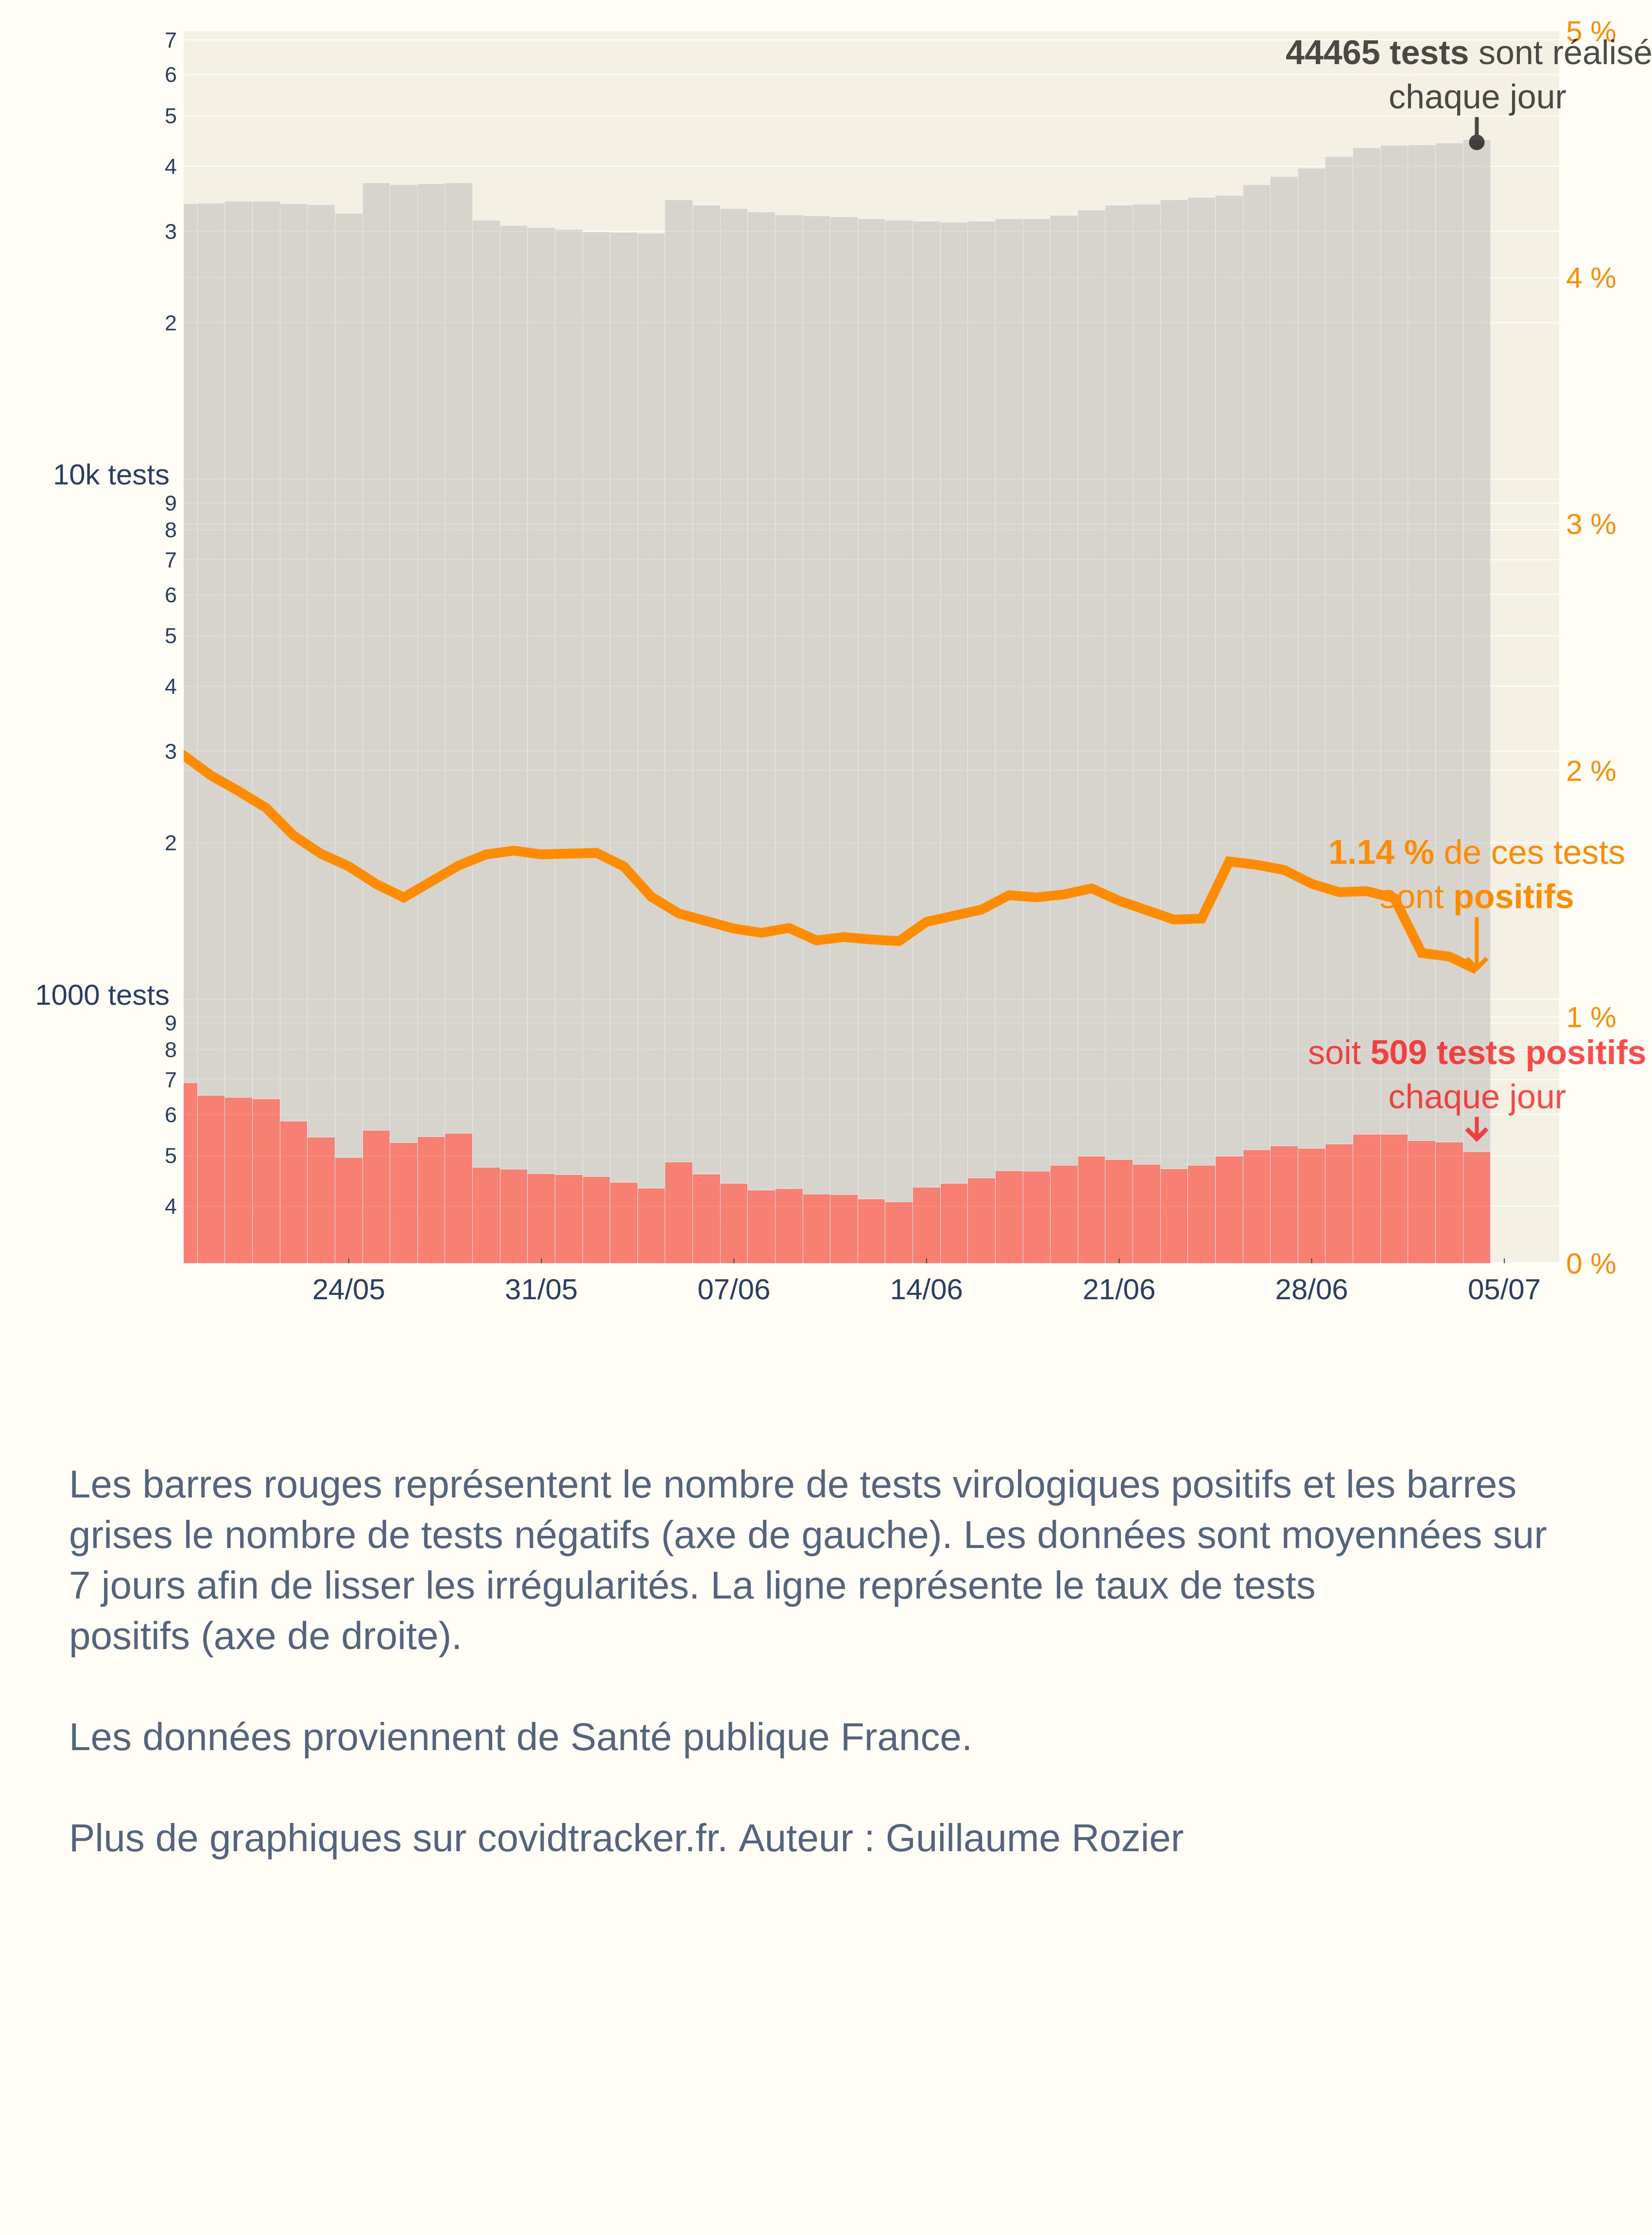 5 %
44465 tests sont réalisé
chaque jour
7
6
5
4
3
2
10k tests
9
8
7
6
5
4
3
2
1000 tests
9
8
7
6
5
4
4 %
3 %
2 %
1.14 % de ces tests
sont positifs
1 %
soit 509 tests positifs
chaque jour
0 %
24/05 31/05 07/06 14/06 21/06 28/06 05/07
Les barres rouges représentent le nombre de tests virologiques positifs et les barres
grises le nombre de tests négatifs (axe de gauche). Les données sont moyennées sur
7 jours afin de lisser les irrégularités. La ligne représente le taux de tests
positifs (axe de droite).
Les données proviennent de Santé publique France.
Plus de graphiques sur covidtracker.fr. Auteur : Guillaume Rozier